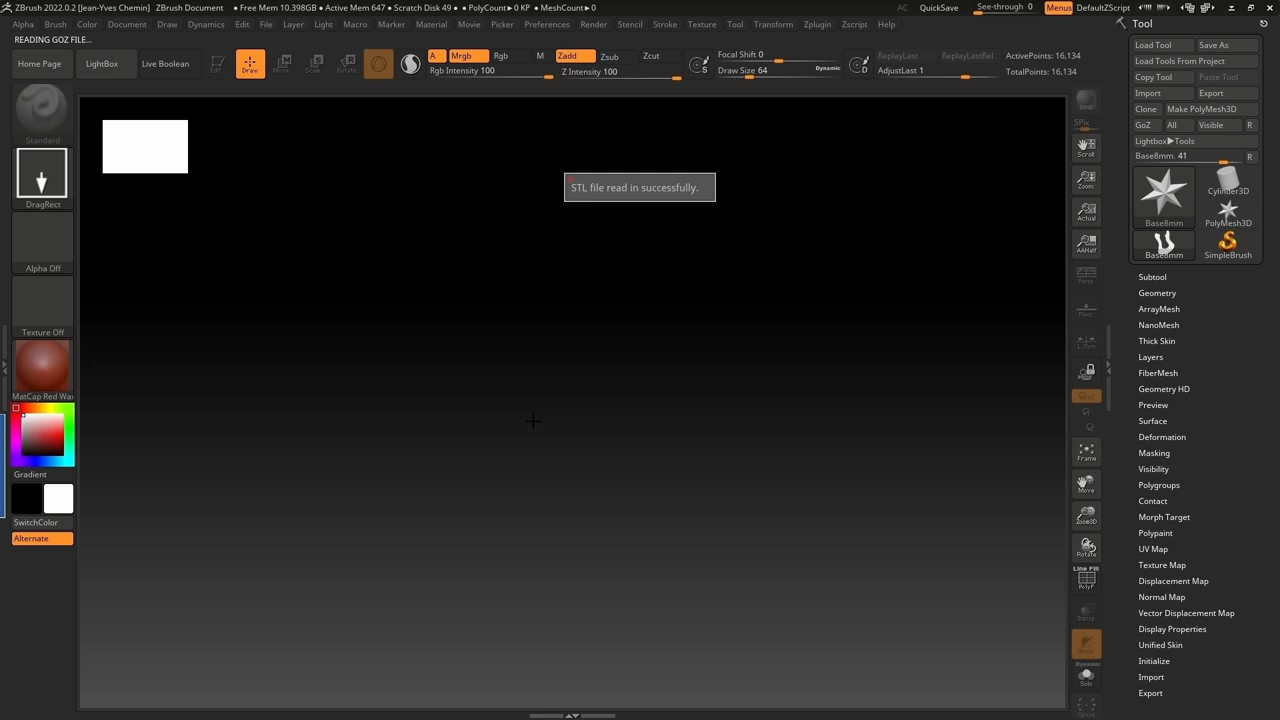 ZBrush 2022.0.2 [Jean-Yves Chemin] ZBrush Document • Free Mem 10.398GB • Active Mem 647 • Scratch Disk 49 • • PolyCount►0 KP • MeshCount►0
AC QuickSave See-through 0 Menus DefaultZScript
Alpha Brush Color Document Draw Dynamics Edit File Layer Light Macro Marker Material Movie Picker Preferences Render Stencil Stroke Texture Tool Transform Zplugin Zscript Help
READING GOZ FILE...
Home Page LightBox Live Boolean Edit Draw Move Scale Rotate
A Mrgb Rgb M Zadd Zsub Zcut
Rgb Intensity 100 Z Intensity 100
Focal Shift 0
Draw Size 64 Dynamic
S
D
ReplayLast ReplayLastRel
AdjustLast 1
ActivePoints: 16,134
TotalPoints: 16,134
Standard
DragRect
Alpha Off
Texture Off
MatCap Red Wa
Gradient
SwitchColor
Alternate
STL file read in successfully.
SPix
Scroll
Zoom
Actual
AAHalf
Persp
Floor
L.Sym
Frame
Move
Zoom3D
Rotate
Line Fill
PolyF
Transp
Ghost
Dynamic
Solo
Xpose
Tool
Load Tool Save As
Load Tools From Project
Copy Tool Paste Tool
Import Export
Clone Make PolyMesh3D
GoZ All Visible R
Lightbox►Tools
Base8mm. 41 R
Base8mm
Cylinder3D
PolyMesh3D
Base8mm
SimpleBrush
Subtool
Geometry
ArrayMesh
NanoMesh
Thick Skin
Layers
FiberMesh
Geometry HD
Preview
Surface
Deformation
Masking
Visibility
Polygroups
Contact
Morph Target
Polypaint
UV Map
Texture Map
Displacement Map
Normal Map
Vector Displacement Map
Display Properties
Unified Skin
Initialize
Import
Export